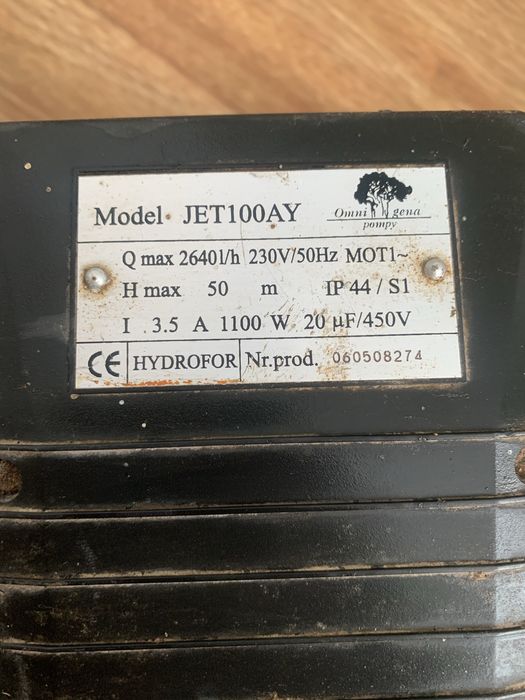 Model JET100AY
Omni gena
pompy
Q max 2640l/h 230V/50Hz MOT1~
H max 50 m IP 44 / S1
I 3.5 A 1100 W 20 µF/450V
CE HYDROFOR Nr.prod. 060508274